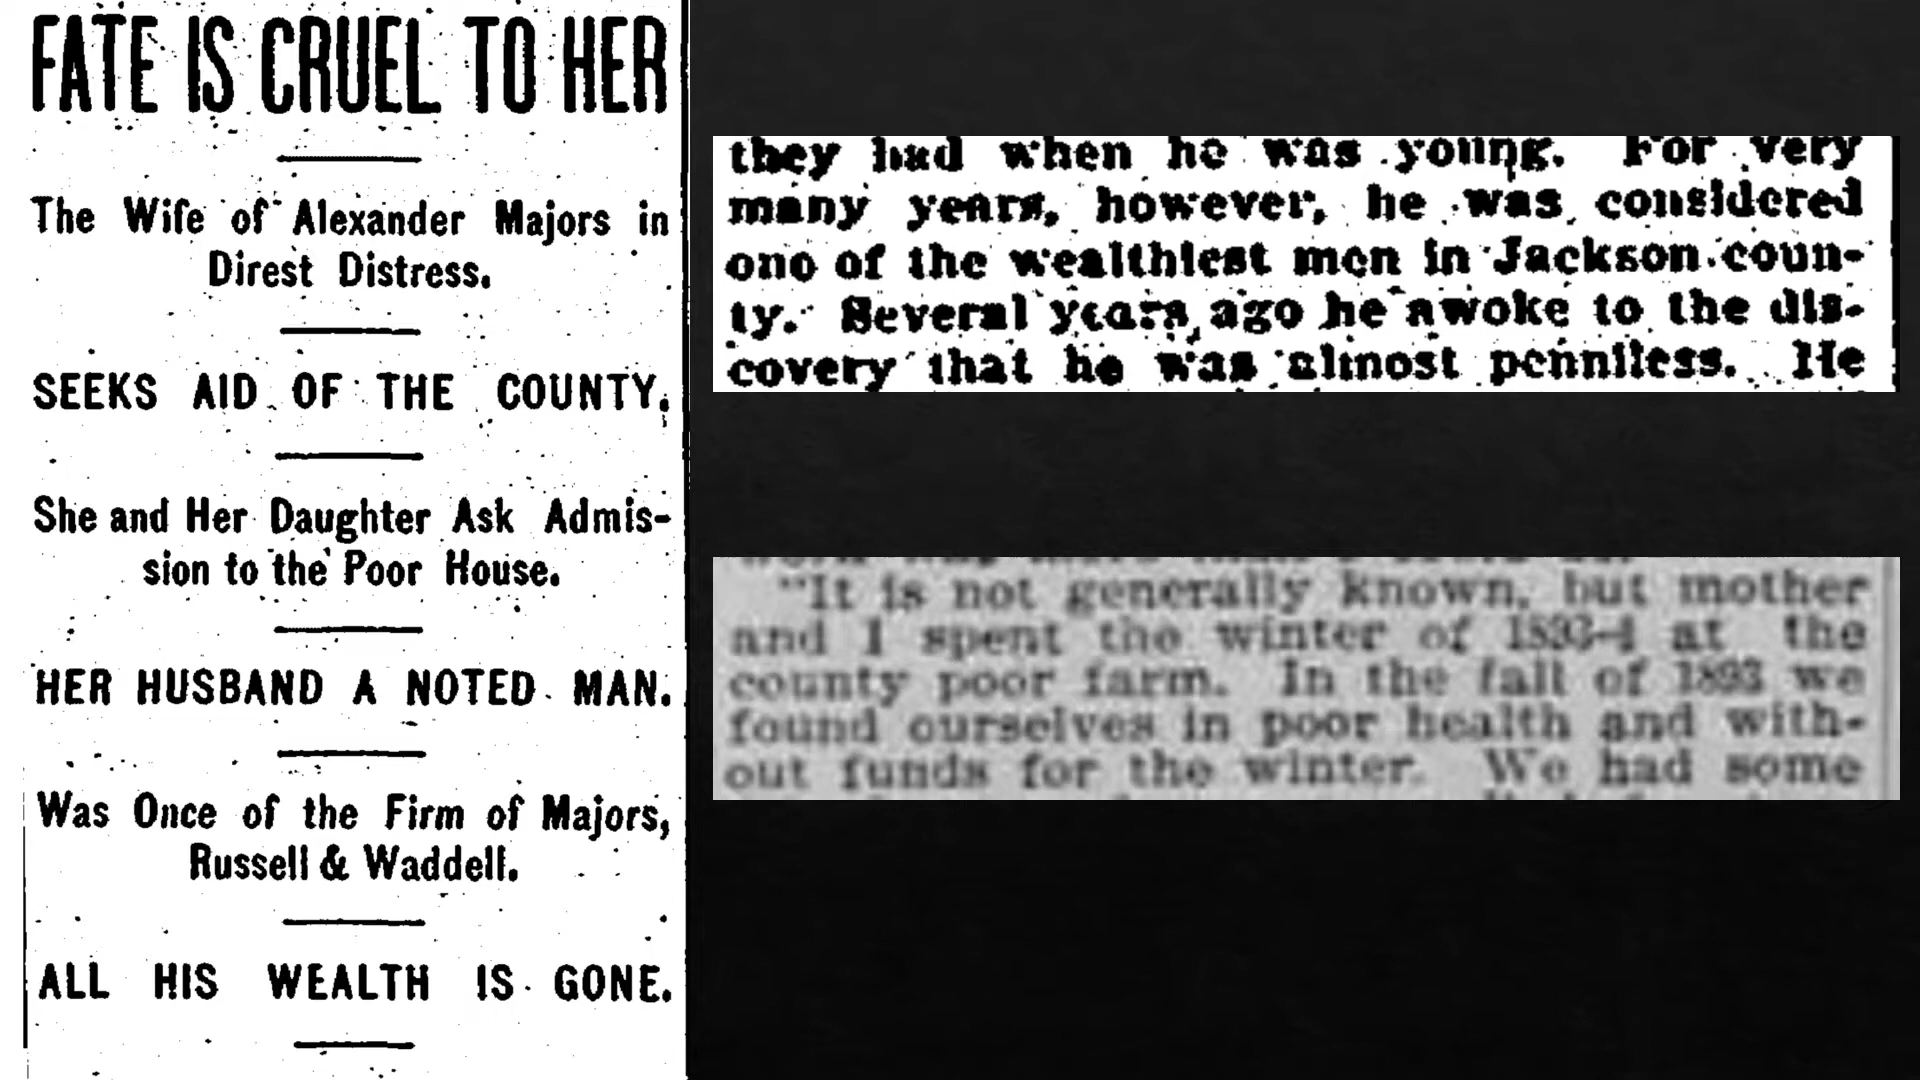 FATE IS CRUEL TO HER
The Wife of Alexander Majors in
Direst Distress.
SEEKS AID OF THE COUNTY.
She and Her Daughter Ask Admis-
sion to the Poor House.
HER HUSBAND A NOTED MAN.
Was Once of the Firm of Majors,
Russell & Waddell.
ALL HIS WEALTH IS GONE.
they had when he was young. For very
many years, however, he was considered
one of the wealthiest men in Jackson coun-
ty. Several years ago he awoke to the dis-
covery that he was almost penniless. He
"It is not generally known, but mother
and I spent the winter of 1893-4 at the
county poor farm. In the fall of 1893 we
found ourselves in poor health and with-
out funds for the winter. We had some